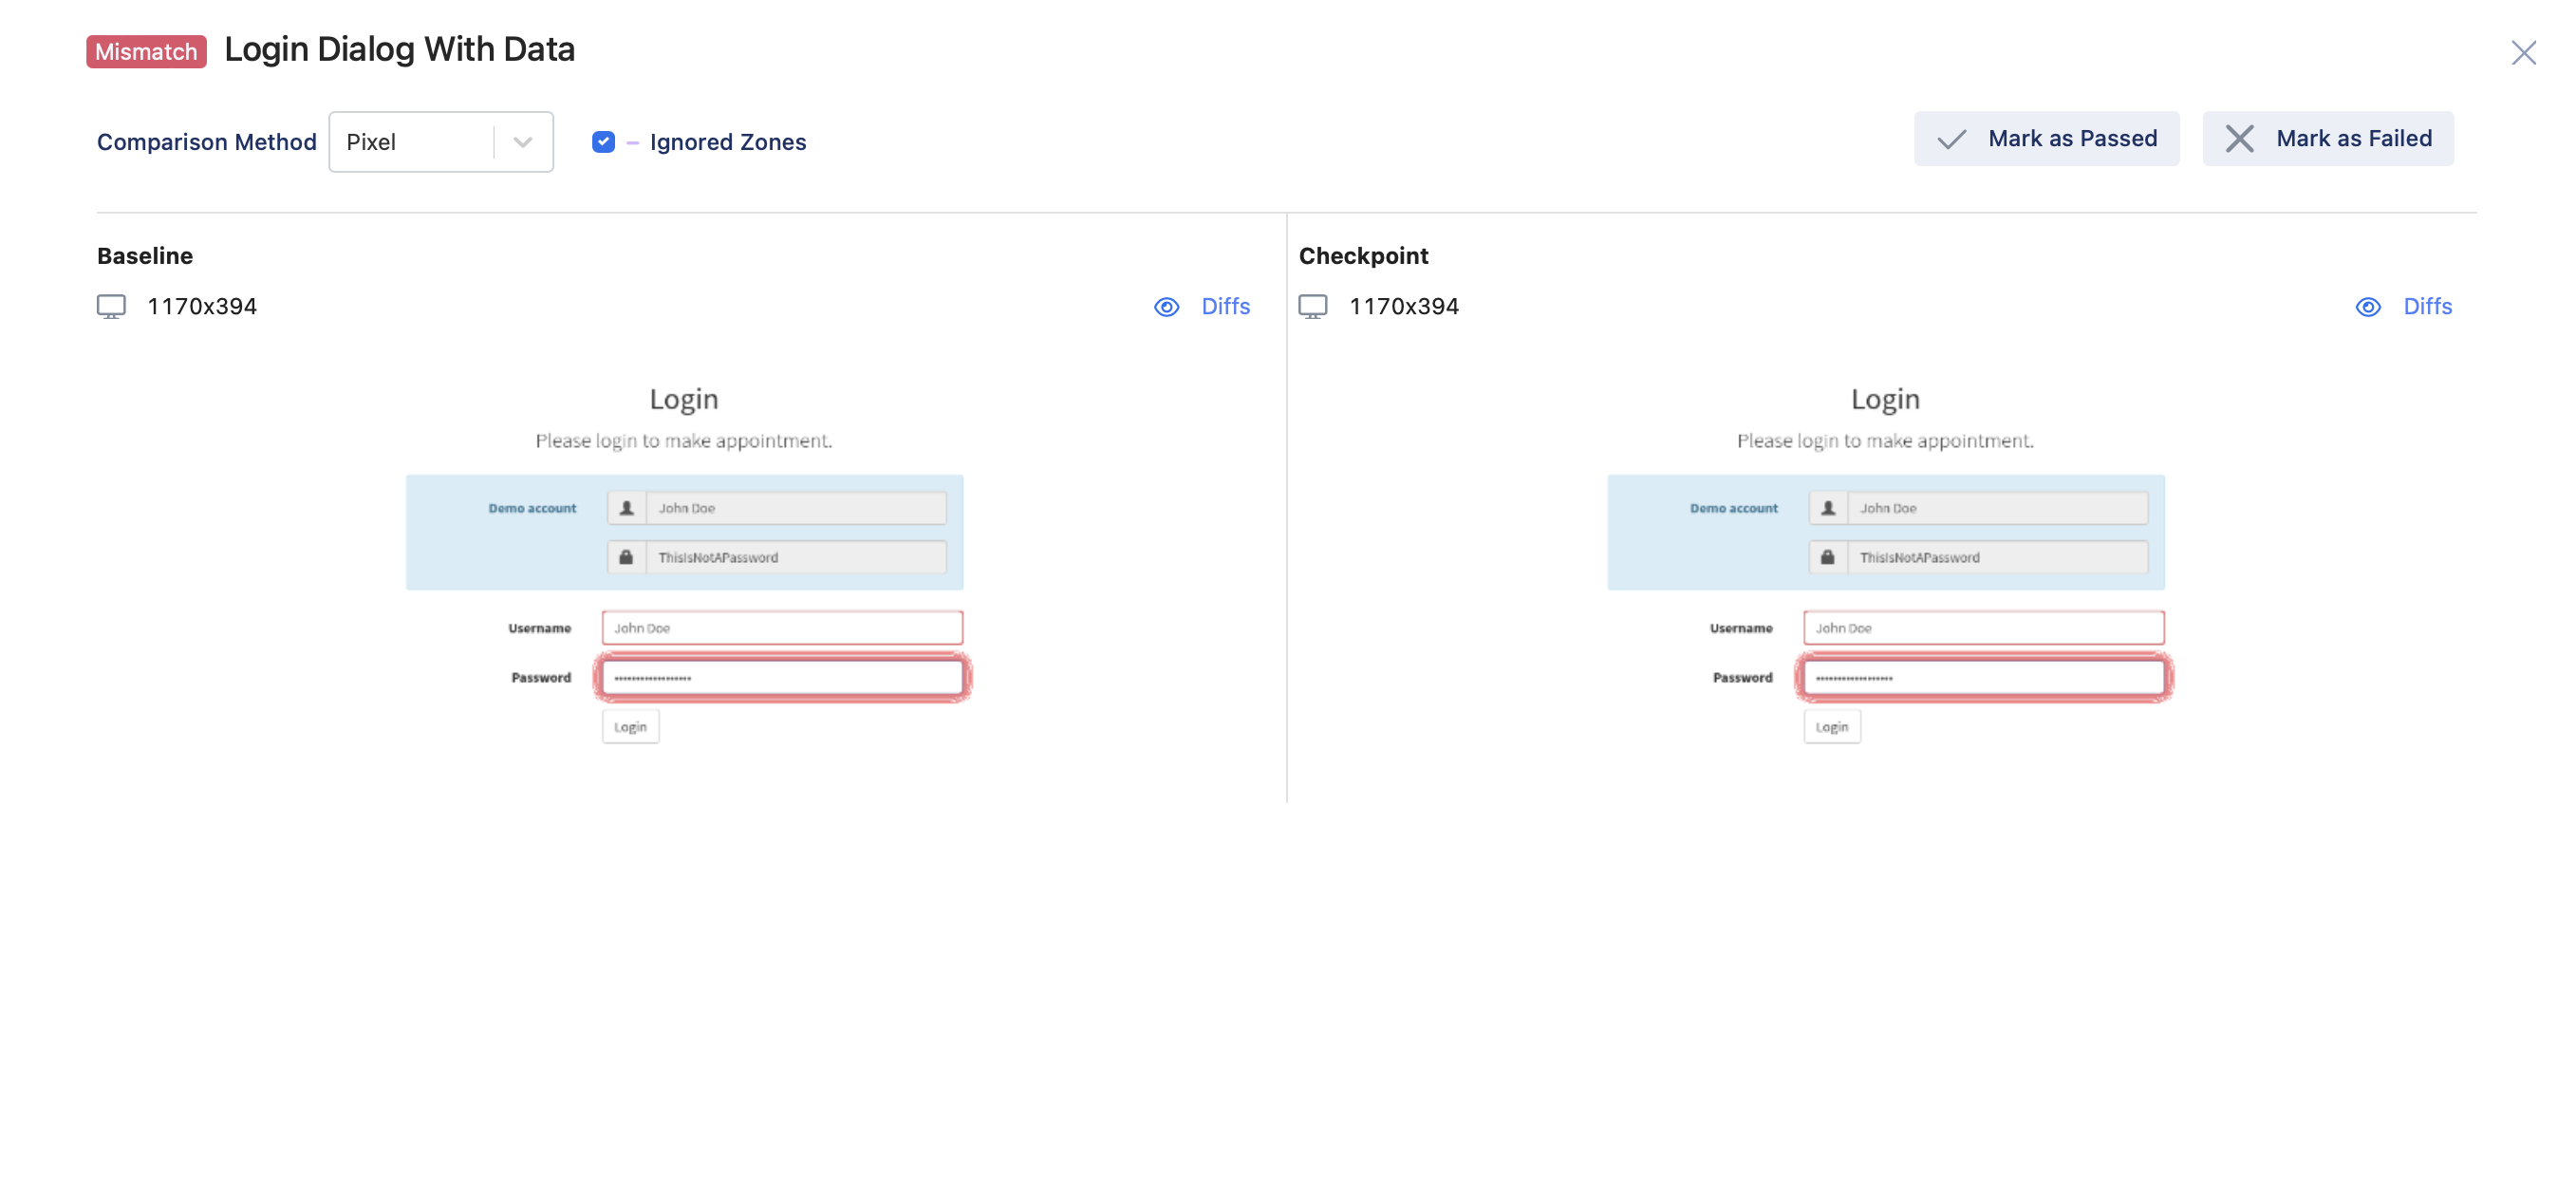 Mismatch Login Dialog With Data
Comparison Method Pixel Ignored Zones Mark as Passed Mark as Failed
Baseline
1170x394 Diffs
Login
Please login to make appointment.
Demo account John Doe
ThisIsNotAPassword
Username John Doe
Password ••••••••••••••••••
Login
Checkpoint
1170x394 Diffs
Login
Please login to make appointment.
Demo account John Doe
ThisIsNotAPassword
Username John Doe
Password ••••••••••••••••••
Login